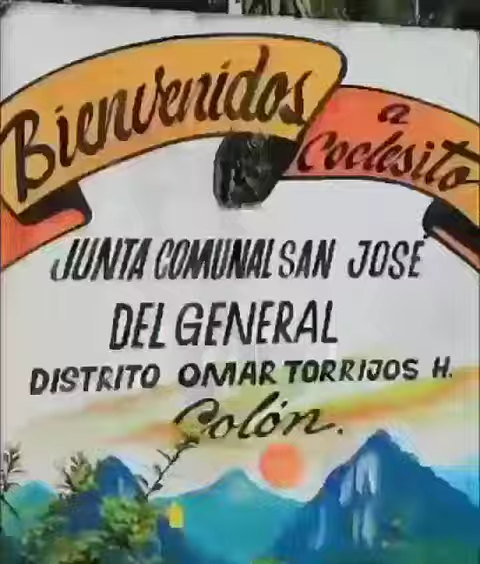 Bienvenidos
a
Coclesito
JUNTA COMUNAL SAN JOSÉ
DEL GENERAL
DISTRITO OMAR TORRIJOS H.
Colón.